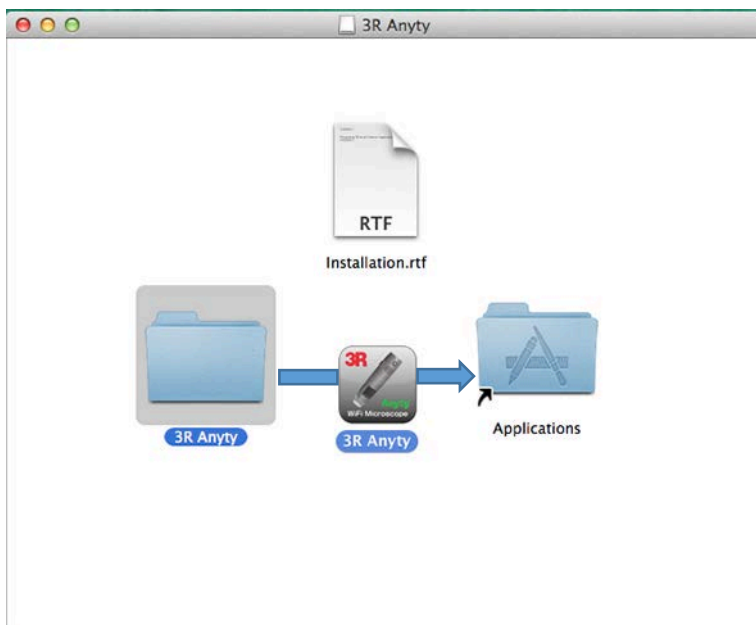 3R Anyty
RTF
Installation.rtf
3R
Anyty
WiFi Microscope
3R Anyty
3R Anyty
Applications